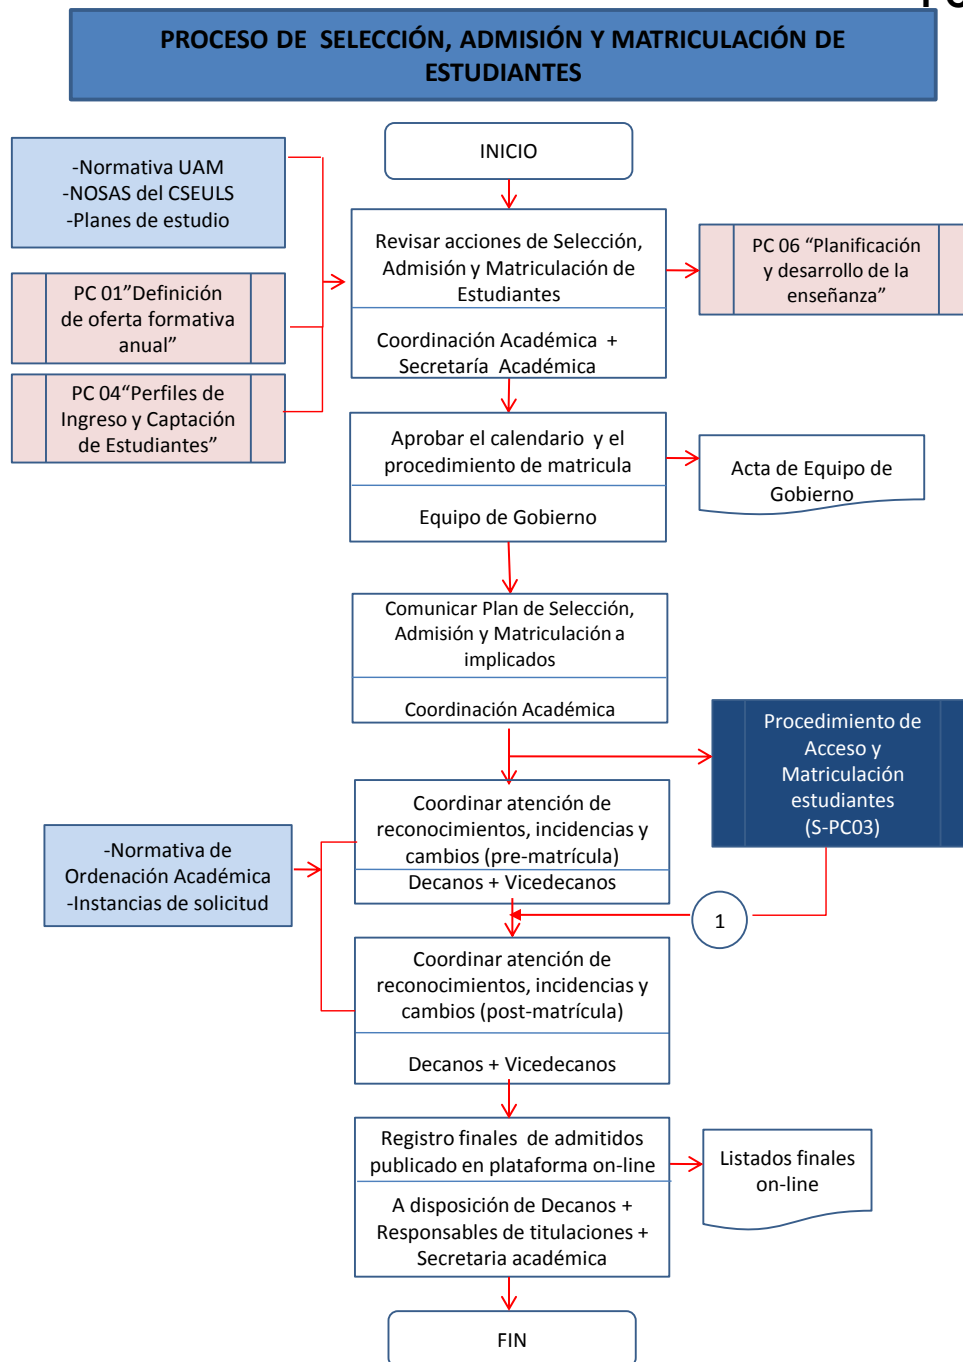 PROCESO DE SELECCIÓN, ADMISIÓN Y MATRICULACIÓN DE
ESTUDIANTES
INICIO
-Normativa UAM
-NOSAS del CSEULS
-Planes de estudio
Revisar acciones de Selección,
Admisión y Matriculación de
Estudiantes
Coordinación Académica +
Secretaría Académica
PC 06 “Planificación
y desarrollo de la
enseñanza”
PC 01”Definición
de oferta formativa
anual”
PC 04“Perfiles de
Ingreso y Captación
de Estudiantes”
Aprobar el calendario y el
procedimiento de matricula
Equipo de Gobierno
Acta de Equipo de
Gobierno
Comunicar Plan de Selección,
Admisión y Matriculación a
implicados
Coordinación Académica
Procedimiento de
Acceso y
Matriculación
estudiantes
(S-PC03)
Coordinar atención de
reconocimientos, incidencias y
cambios (pre-matrícula)
Decanos + Vicedecanos
-Normativa de
Ordenación Académica
-Instancias de solicitud
1
Coordinar atención de
reconocimientos, incidencias y
cambios (post-matrícula)
Decanos + Vicedecanos
Registro finales de admitidos
publicado en plataforma on-line
A disposición de Decanos +
Responsables de titulaciones +
Secretaria académica
Listados finales
on-line
FIN